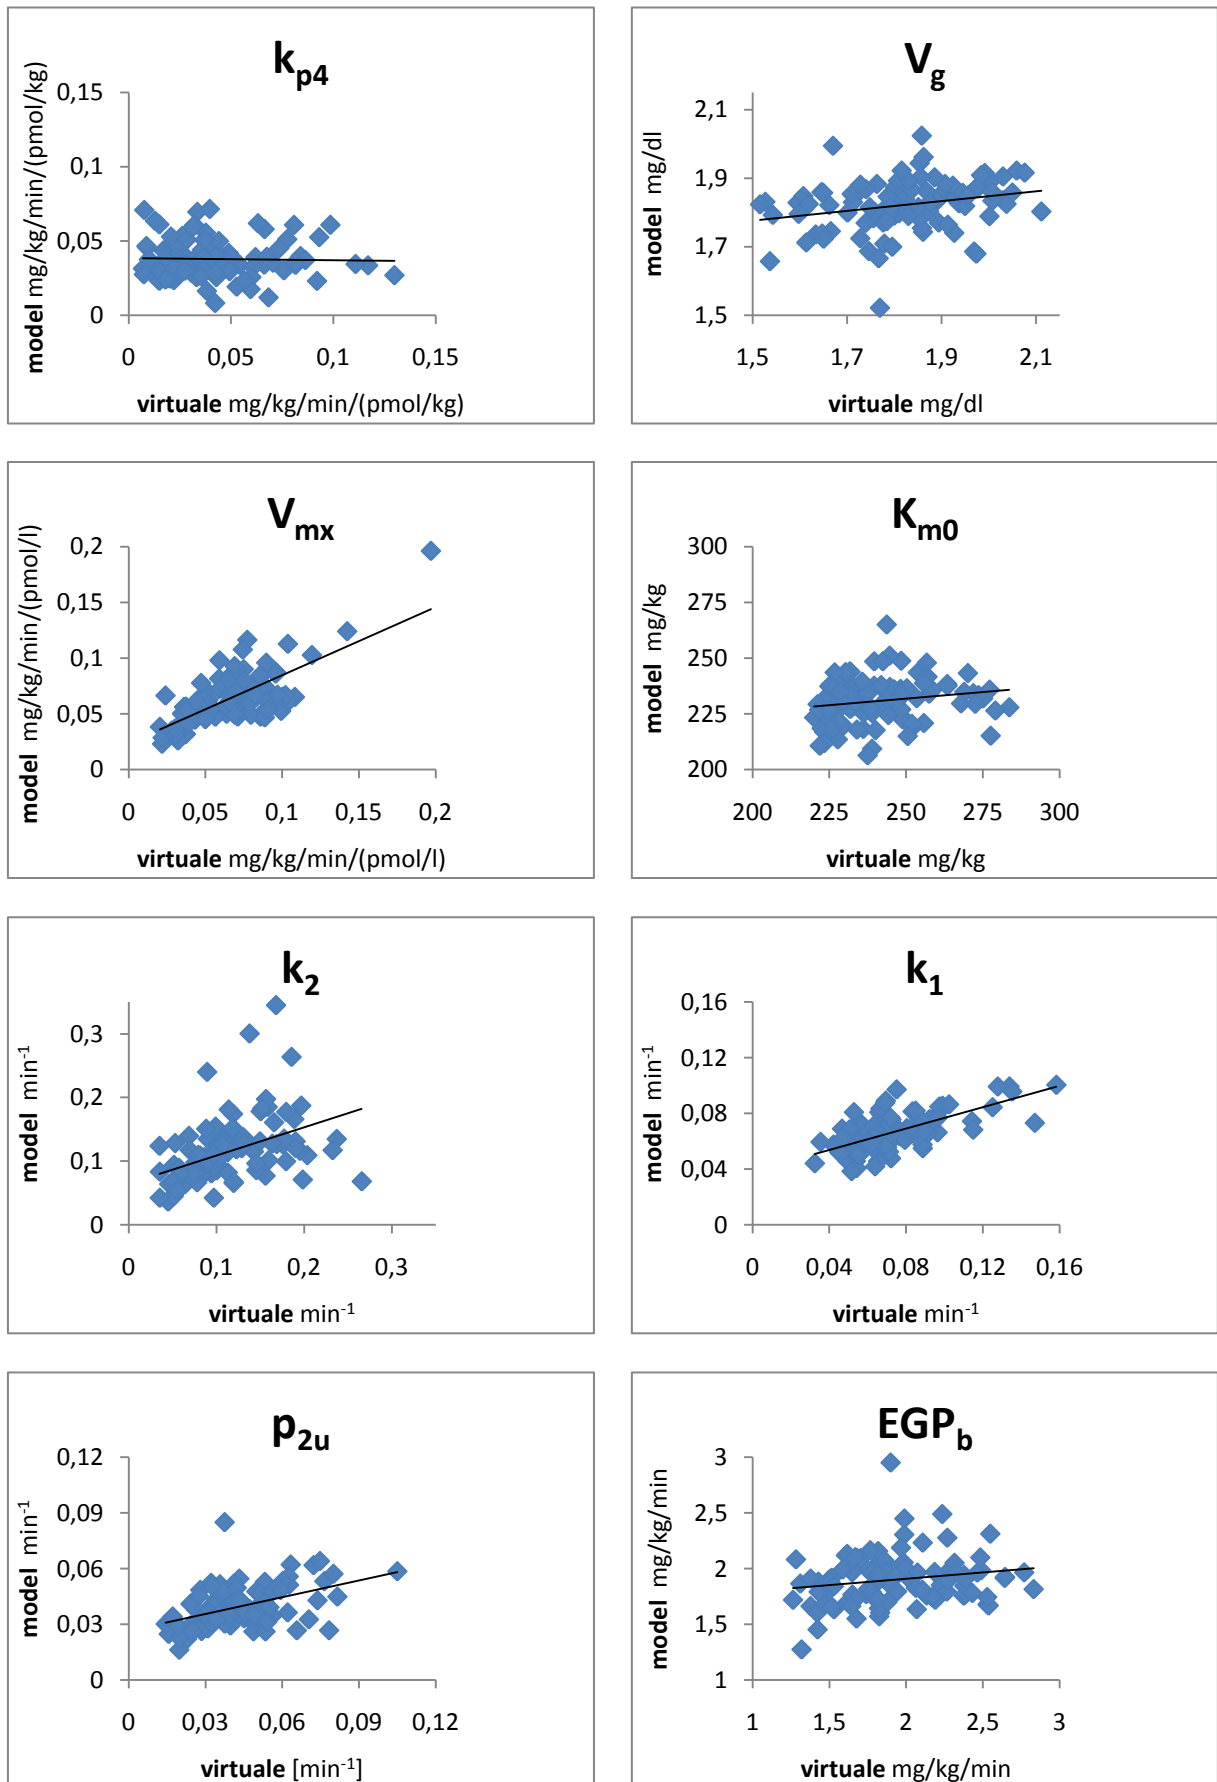 k_p4
0,15
0,1
0,05
0
0 0,05 0,1 0,15
model mg/kg/min/(pmol/kg)
virtuale mg/kg/min/(pmol/kg)
V_g
2,1
1,9
1,7
1,5
1,5 1,7 1,9 2,1
model mg/dl
virtuale mg/dl
V_mx
0,2
0,15
0,1
0,05
0
0 0,05 0,1 0,15 0,2
model mg/kg/min/(pmol/l)
virtuale mg/kg/min/(pmol/l)
K_m0
300
275
250
225
200
200 225 250 275 300
model mg/kg
virtuale mg/kg
k₂
0,3
0,2
0,1
0
0 0,1 0,2 0,3
model min⁻¹
virtuale min⁻¹
k₁
0,16
0,12
0,08
0,04
0
0 0,04 0,08 0,12 0,16
model min⁻¹
virtuale min⁻¹
p_2u
0,12
0,09
0,06
0,03
0
0 0,03 0,06 0,09 0,12
model min⁻¹
virtuale [min⁻¹]
EGP_b
3
2,5
2
1,5
1
1 1,5 2 2,5 3
model mg/kg/min
virtuale mg/kg/min